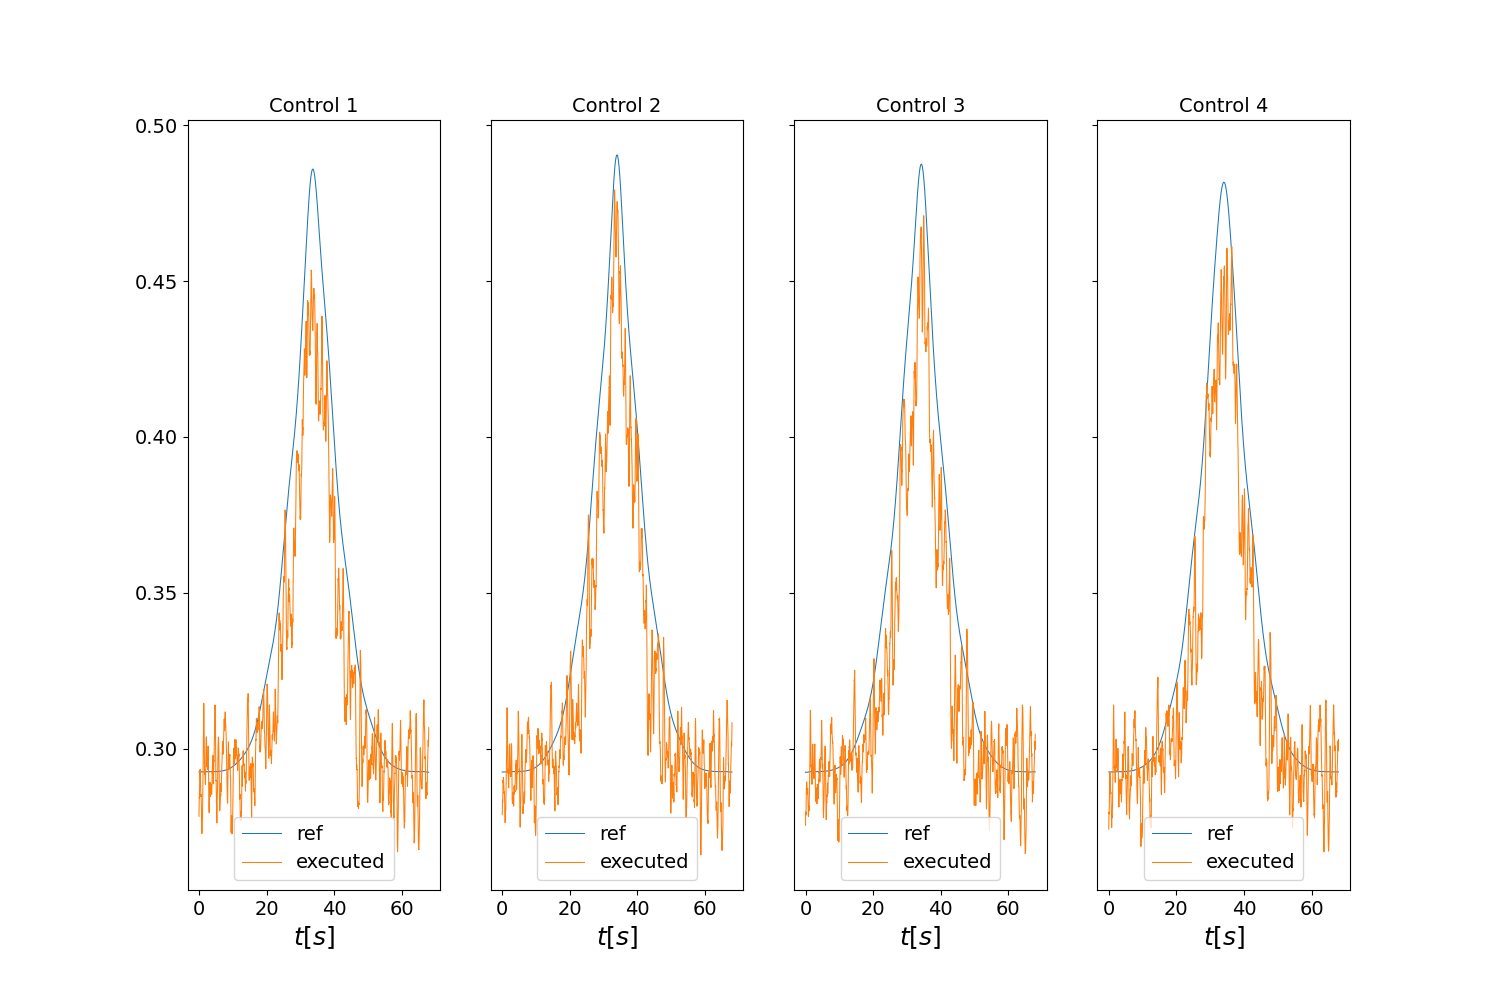 Control 1
Control 2
Control 3
Control 4
0.50
0.45
0.40
0.35
0.30
ref
executed
ref
executed
ref
executed
ref
executed
0 20 40 60
0 20 40 60
0 20 40 60
0 20 40 60
t[s]
t[s]
t[s]
t[s]